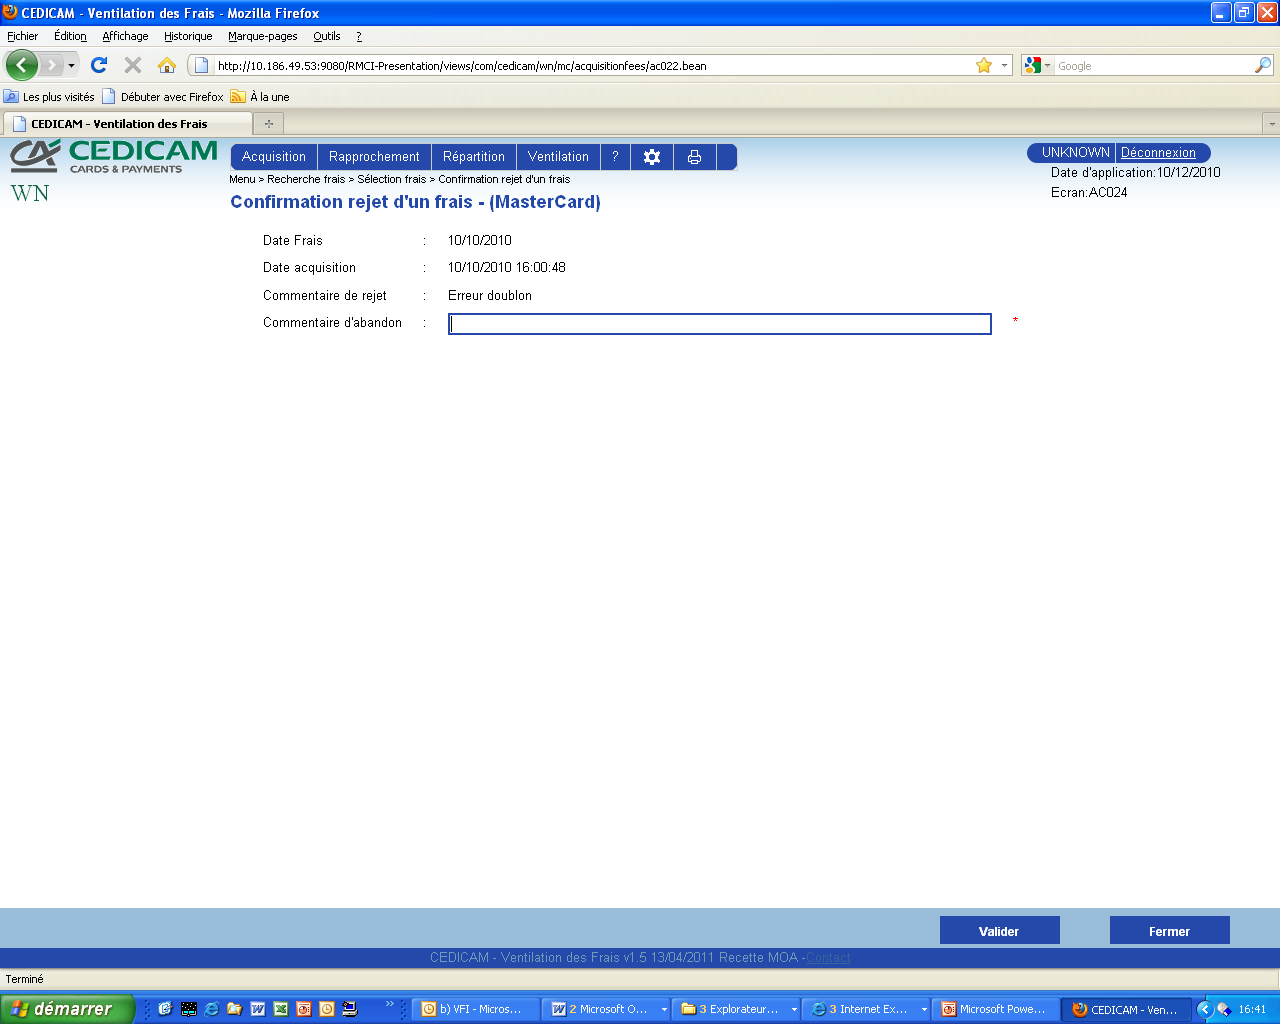 CEDICAM - Ventilation des Frais - Mozilla Firefox
Fichier Édition Affichage Historique Marque-pages Outils ?
http://10.186.49.53:9080/RMCI-Presentation/views/com/cedicam/wn/mc/acquisitionfees/ac022.bean
Google
Les plus visités Débuter avec Firefox À la une
CEDICAM - Ventilation des Frais
CEDICAM
CARDS & PAYMENTS
WN
Acquisition Rapprochement Répartition Ventilation ?
UNKNOWN Déconnexion
Date d'application:10/12/2010
Ecran:AC024
Menu > Recherche frais > Sélection frais > Confirmation rejet d'un frais
Confirmation rejet d'un frais - (MasterCard)
Date Frais : 10/10/2010
Date acquisition : 10/10/2010 16:00:48
Commentaire de rejet : Erreur doublon
Commentaire d'abandon : *
Valider Fermer
CEDICAM - Ventilation des Frais v1.5 13/04/2011 Recette MOA -Contact
Terminé
démarrer b) VFI - Micros... 2 Microsoft O... 3 Explorateur... 3 Internet Ex... Microsoft Powe... CEDICAM - Ven... 16:41